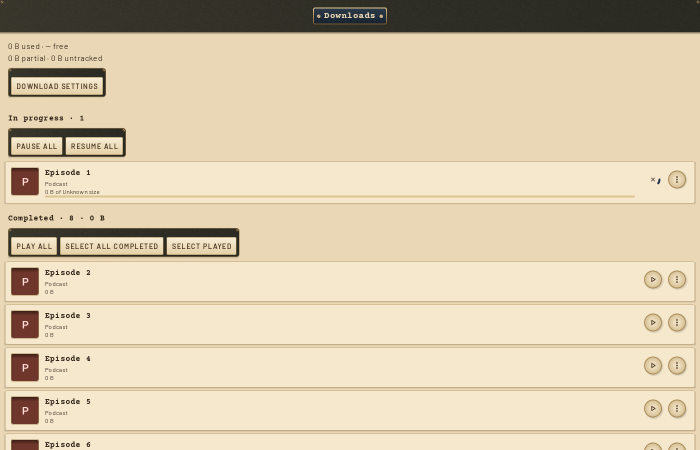 Downloads
0 B used · — free
0 B partial · 0 B untracked
DOWNLOAD SETTINGS
In progress · 1
PAUSE ALL RESUME ALL
P
Episode 1
Podcast
0 B of Unknown size
Completed · 8 · 0 B
PLAY ALL SELECT ALL COMPLETED SELECT PLAYED
P
Episode 2
Podcast
0 B
P
Episode 3
Podcast
0 B
P
Episode 4
Podcast
0 B
P
Episode 5
Podcast
0 B
P
Episode 6